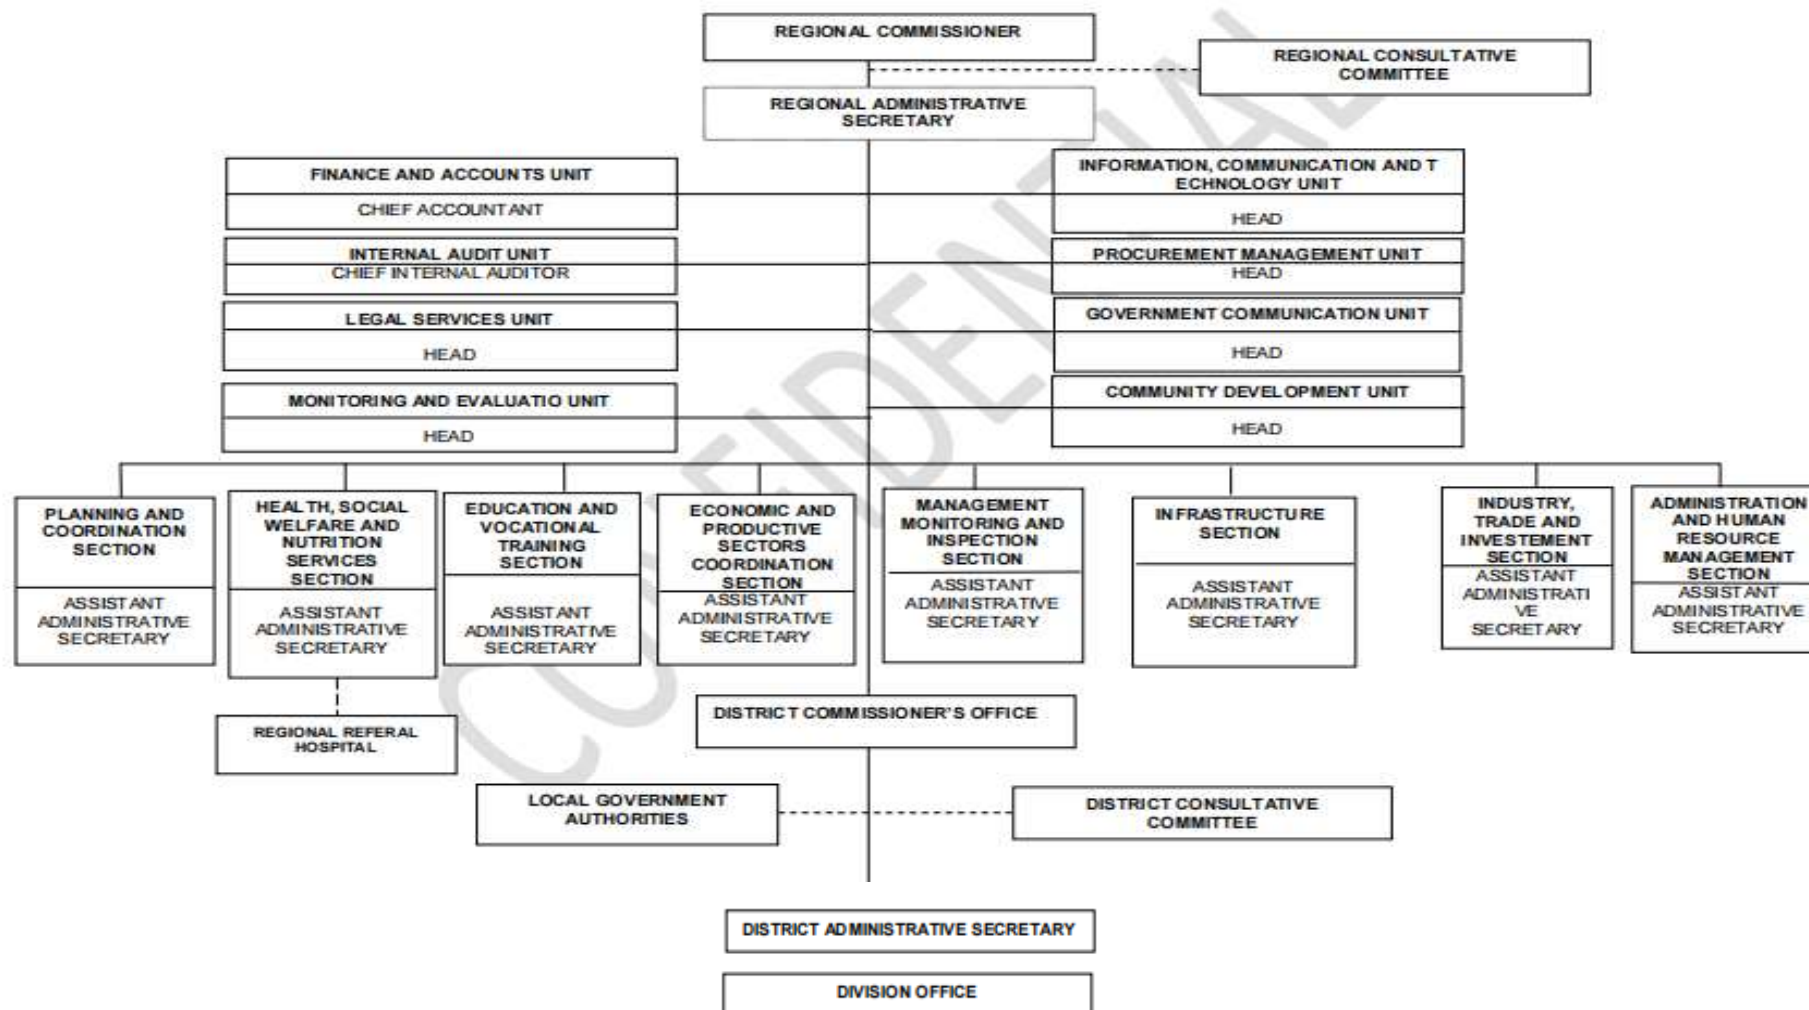 REGIONAL COMMISSIONER
REGIONAL CONSULTATIVE
COMMITTEE
REGIONAL ADMINISTRATIVE
SECRETARY
FINANCE AND ACCOUNTS UNIT
CHIEF ACCOUNTANT
INFORMATION, COMMUNICATION AND T
ECHNOLOGY UNIT
HEAD
INTERNAL AUDIT UNIT
CHIEF INTERNAL AUDITOR
PROCUREMENT MANAGEMENT UNIT
HEAD
LEGAL SERVICES UNIT
HEAD
GOVERNMENT COMMUNICATION UNIT
HEAD
MONITORING AND EVALUATIO UNIT
HEAD
COMMUNITY DEVELOPMENT UNIT
HEAD
PLANNING AND
COORDINATION
SECTION
ASSISTANT
ADMINISTRATIVE
SECRETARY
HEALTH, SOCIAL
WELFARE AND
NUTRITION
SERVICES
SECTION
ASSISTANT
ADMINISTRATIVE
SECRETARY
EDUCATION AND
VOCATIONAL
TRAINING
SECTION
ASSISTANT
ADMINISTRATIVE
SECRETARY
ECONOMIC AND
PRODUCTIVE
SECTORS
COORDINATION
SECTION
ASSISTANT
ADMINISTRATIVE
SECRETARY
MANAGEMENT
MONITORING AND
INSPECTION
SECTION
ASSISTANT
ADMINISTRATIVE
SECRETARY
INFRASTRUCTURE
SECTION
ASSISTANT
ADMINISTRATIVE
SECRETARY
INDUSTRY,
TRADE AND
INVESTEMENT
SECTION
ASSISTANT
ADMINISTRATI
VE
SECRETARY
ADMINISTRATION
AND HUMAN
RESOURCE
MANAGEMENT
SECTION
ASSISTANT
ADMINISTRATIVE
SECRETARY
REGIONAL REFERAL
HOSPITAL
DISTRICT COMMISSIONER'S OFFICE
LOCAL GOVERNMENT
AUTHORITIES
DISTRICT CONSULTATIVE
COMMITTEE
DISTRICT ADMINISTRATIVE SECRETARY
DIVISION OFFICE
CONFIDENTIAL